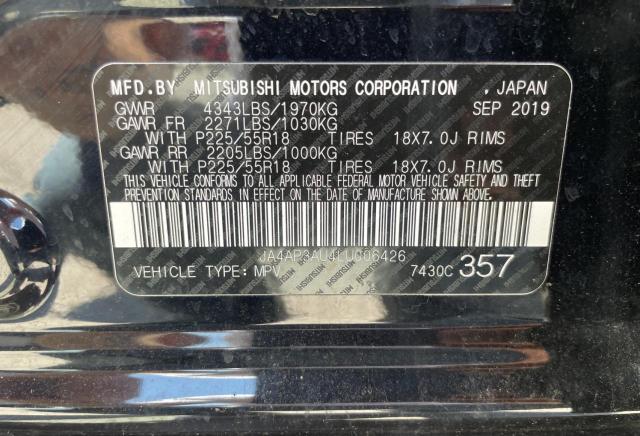 MFD.BY MITSUBISHI MOTORS CORPORATION , JAPAN
GVWR 4343LBS/1970KG SEP 2019
GAWR FR 2271LBS/1030KG
WITH P225/55R18 TIRES 18X7.0J RIMS
GAWR RR 2205LBS/1000KG
WITH P225/55R18 TIRES 18X7.0J RIMS
THIS VEHICLE CONFORMS TO ALL APPLICABLE FEDERAL MOTOR VEHICLE SAFETY AND THEFT
PREVENTION STANDARDS IN EFFECT ON THE DATE OF MANUFACTURE SHOWN ABOVE.
JA4AP3AU4LU006426
VEHICLE TYPE: MPV 7430C 357